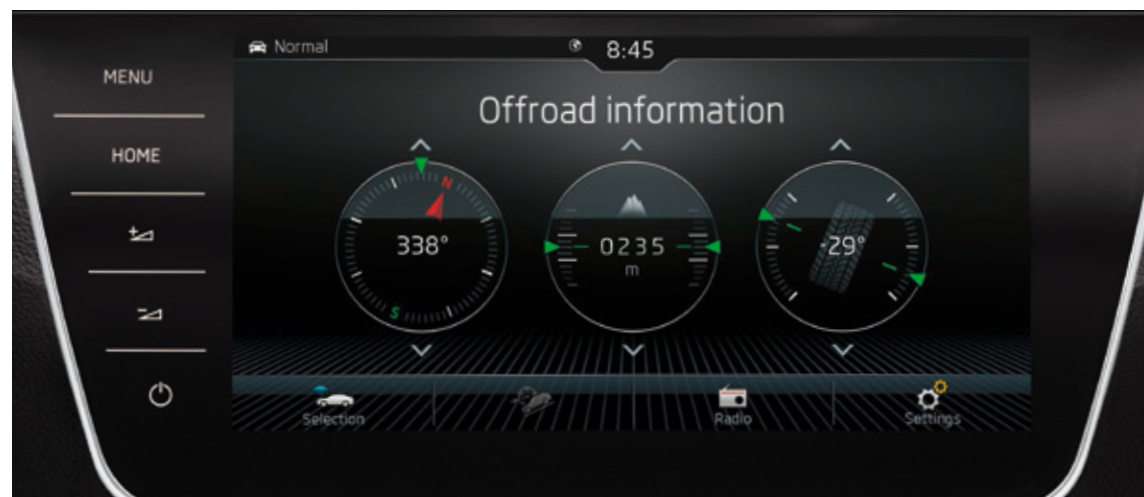 MENU
HOME
Normal
8:45
Offroad information
N
338°
S
0235
m
-29°
Selection
Radio
Settings